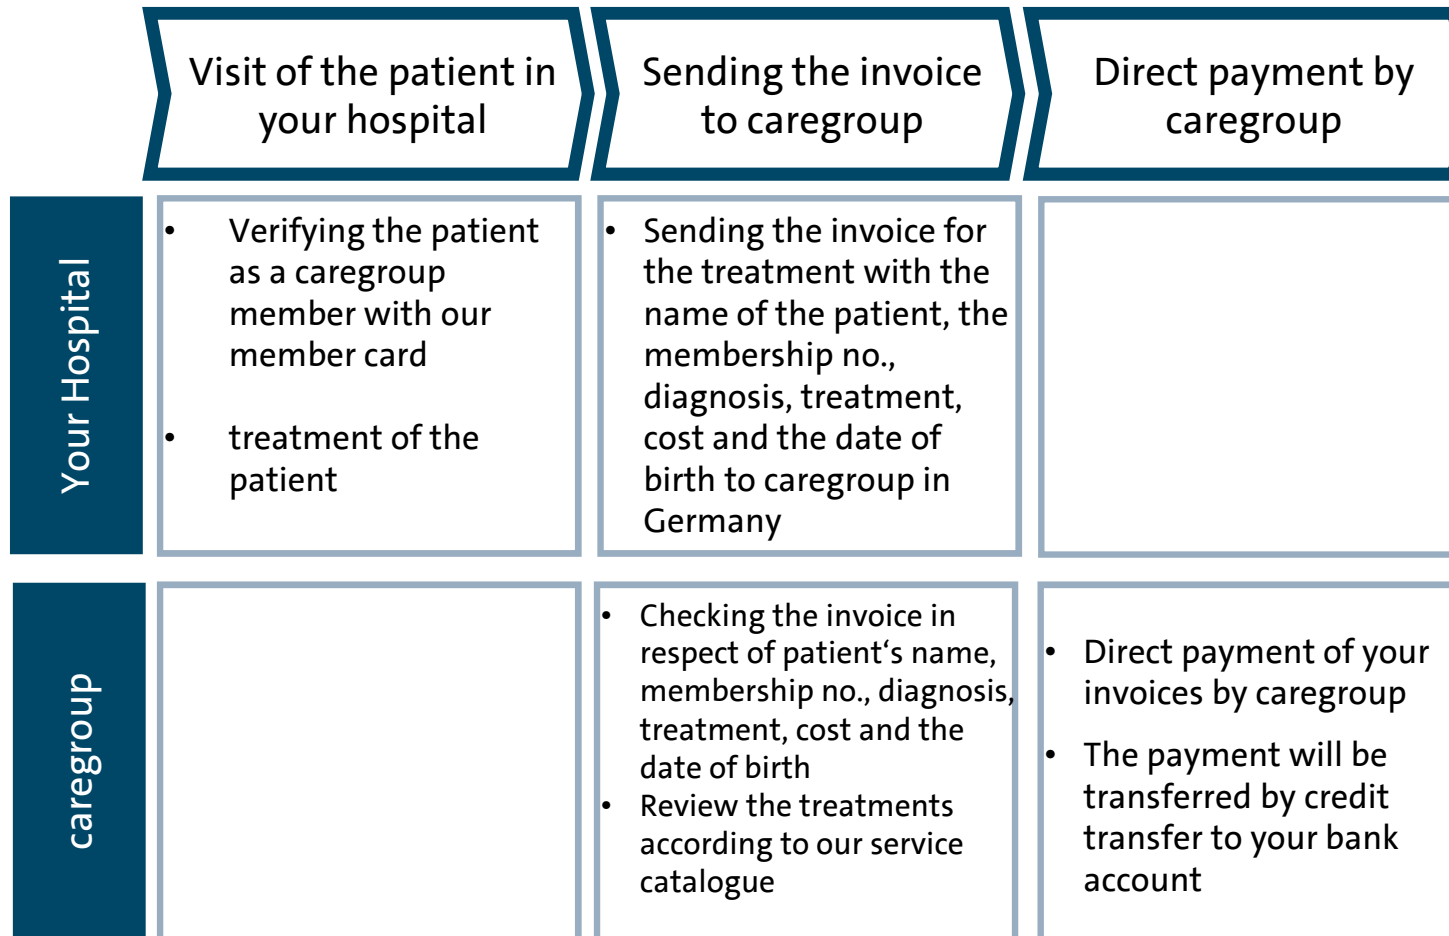 Visit of the patient in
your hospital
Sending the invoice
to caregroup
Direct payment by
caregroup
Your Hospital
• Verifying the patient
as a caregroup
member with our
member card
• treatment of the
patient
• Sending the invoice for
the treatment with the
name of the patient, the
membership no.,
diagnosis, treatment,
cost and the date of
birth to caregroup in
Germany
caregroup
• Checking the invoice in
respect of patient‘s name,
membership no., diagnosis,
treatment, cost and the
date of birth
• Review the treatments
according to our service
catalogue
• Direct payment of your
invoices by caregroup
• The payment will be
transferred by credit
transfer to your bank
account